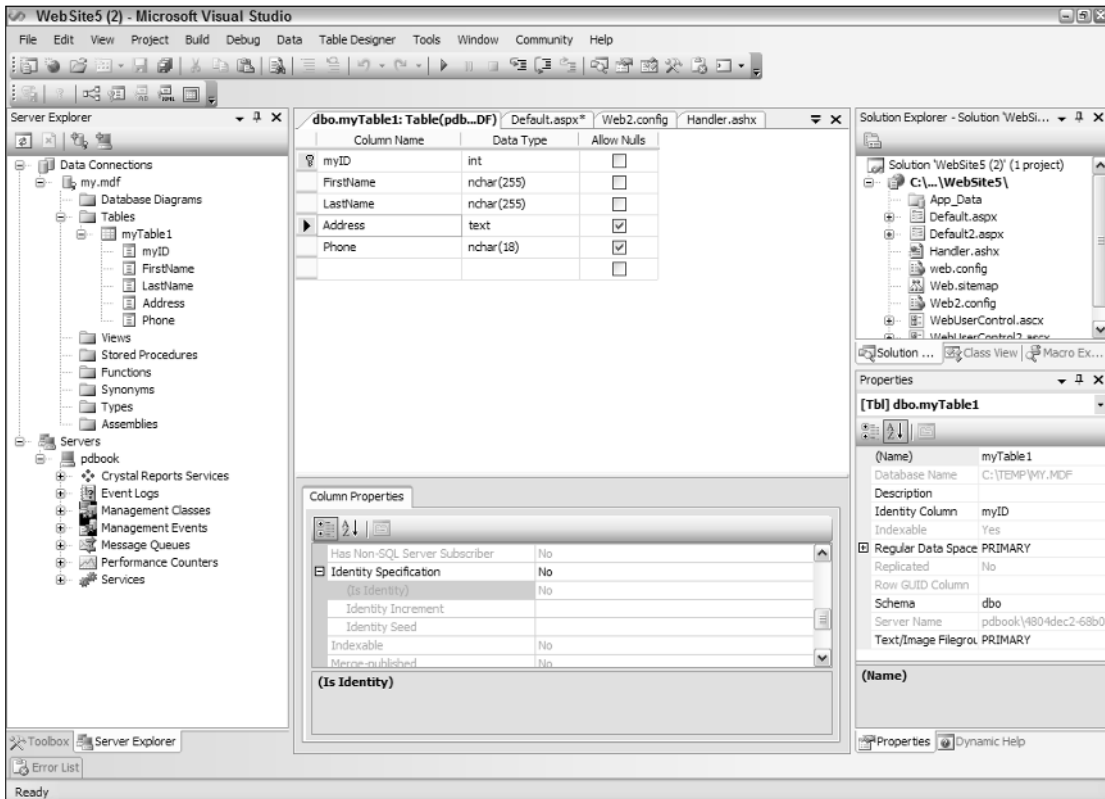 WebSite5 (2) - Microsoft Visual Studio
File Edit View Project Build Debug Data Table Designer Tools Window Community Help
Server Explorer
Data Connections
my.mdf
Database Diagrams
Tables
myTable1
myID
FirstName
LastName
Address
Phone
Views
Stored Procedures
Functions
Synonyms
Types
Assemblies
Servers
pdbook
Crystal Reports Services
Event Logs
Management Classes
Management Events
Message Queues
Performance Counters
Services
Toolbox Server Explorer
dbo.myTable1: Table(pdb...DF) Default.aspx* Web2.config Handler.ashx
Column Name Data Type Allow Nulls
myID int
FirstName nchar(255)
LastName nchar(255)
Address text
Phone nchar(18)
Column Properties
Has Non-SQL Server Subscriber No
Identity Specification No
(Is Identity) No
Identity Increment
Identity Seed
Indexable No
Merge-published No
(Is Identity)
Solution Explorer - Solution 'WebSi...
Solution 'WebSite5 (2)' (1 project)
C:\...\WebSite5\
App_Data
Default.aspx
Default2.aspx
Handler.ashx
web.config
Web.sitemap
Web2.config
WebUserControl.ascx
WebUserControl2.ascx
Solution ... Class View Macro Ex...
Properties
[Tbl] dbo.myTable1
(Name) myTable1
Database Name C:\TEMP\MY.MDF
Description
Identity Column myID
Indexable Yes
Regular Data Space PRIMARY
Replicated No
Row GUID Column
Schema dbo
Server Name pdbook\4804dec2-68b0
Text/Image Filegrou PRIMARY
(Name)
Properties Dynamic Help
Error List
Ready